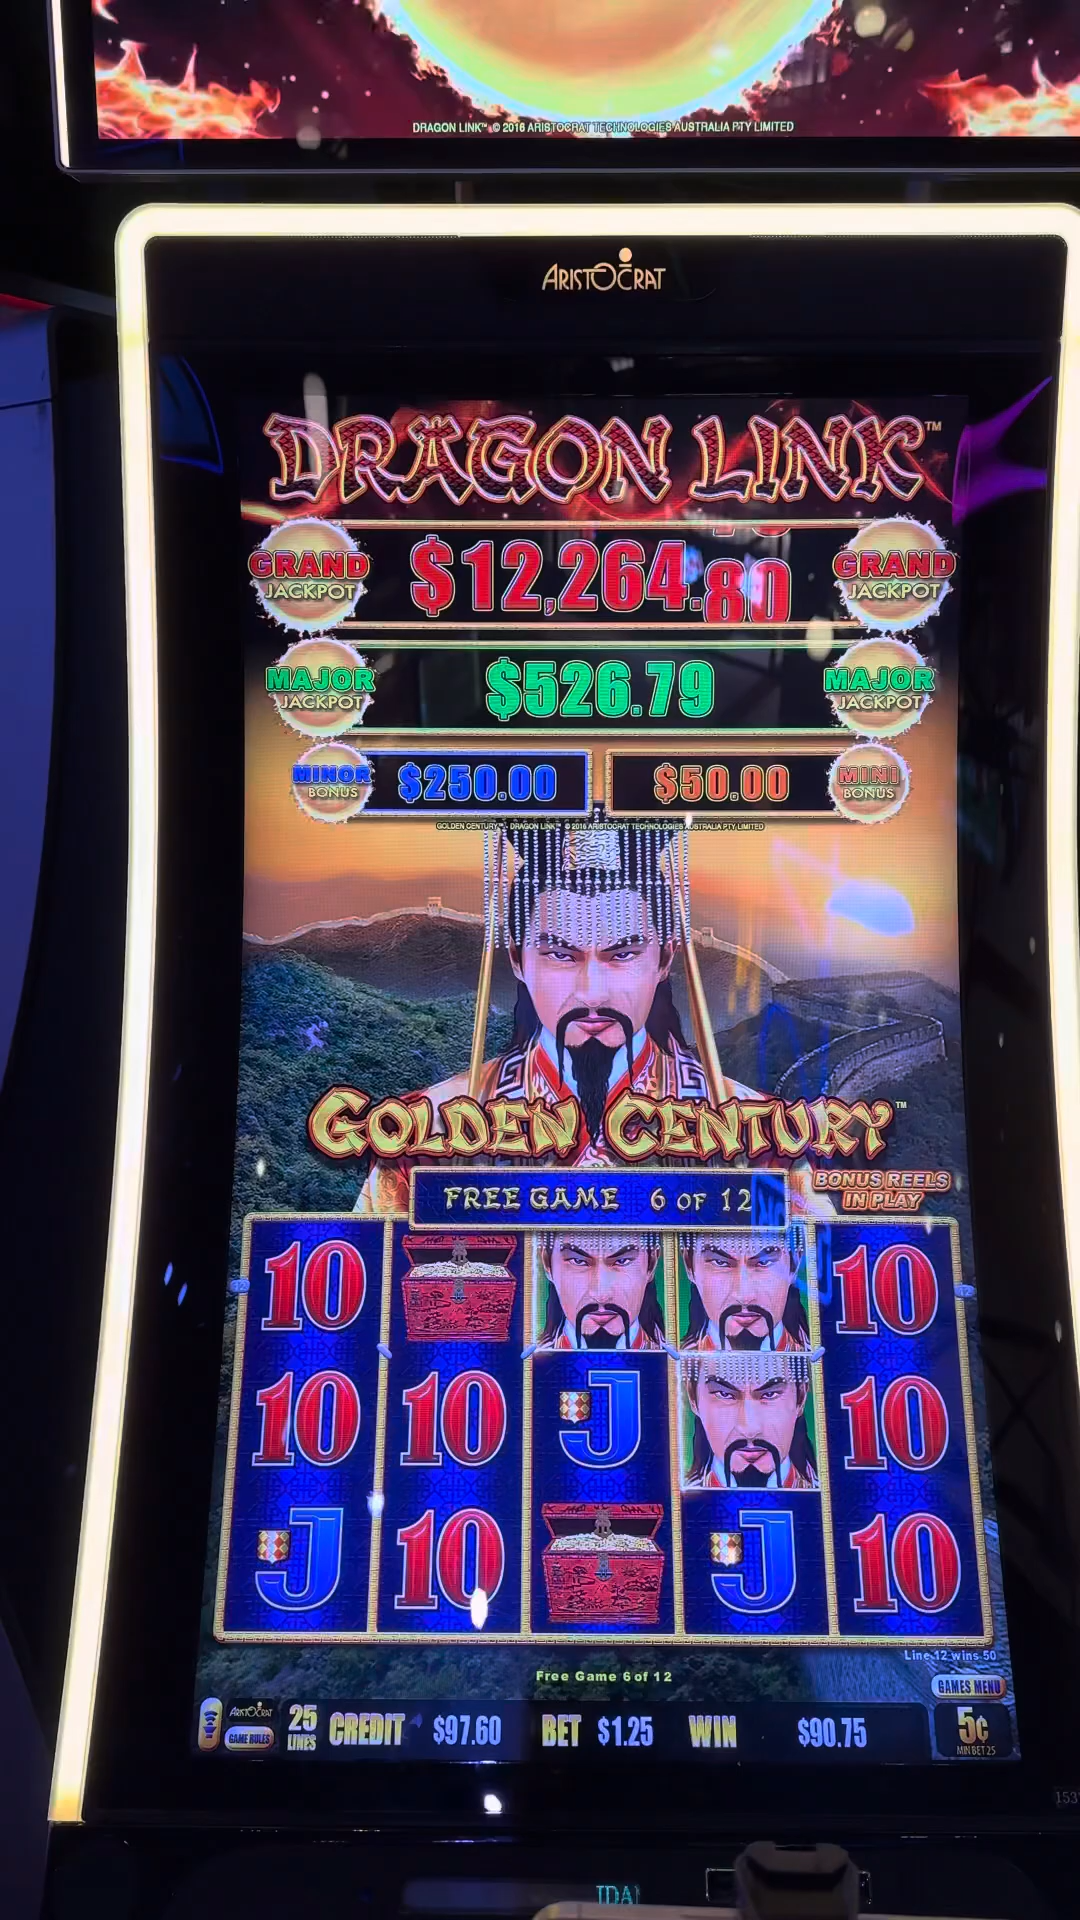 DRAGON LINK™ © 2016 ARISTOCRAT TECHNOLOGIES AUSTRALIA PTY LIMITED
ARISTOCRAT
DRAGON LINK™
GRAND JACKPOT
$12,264.80
GRAND JACKPOT
MAJOR JACKPOT
$526.79
MAJOR JACKPOT
MINOR BONUS
$250.00
$50.00
MINI BONUS
GOLDEN CENTURY™ - DRAGON LINK™ © 2016 ARISTOCRAT TECHNOLOGIES AUSTRALIA PTY LIMITED
GOLDEN CENTURY™
FREE GAME 6 OF 12
BONUS REELS
IN PLAY
10 10
12 12
10 10 J 10
J 10 J 10
Line 12 wins 50
Free Game 6 of 12
GAMES MENU
ARISTOCRAT
GAME RULES
25 LINES
CREDIT $97.60
BET $1.25
WIN $90.75
5¢
MIN BET 25